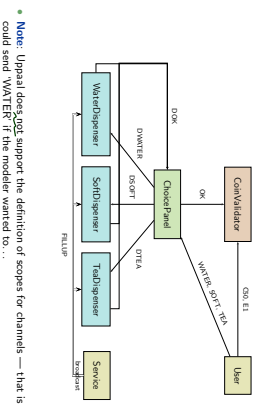 CoinValidator
User
C50, E1
OK
WATER, SOFT, TEA
ChoicePanel
DOK
DWATER
DSOFT
DTEA
WaterDispenser
SoftDispenser
TeaDispenser
Service
FILLUP
broadcast
• Note: Uppaal does not support the definition of scopes for channels — that is
could send 'WATER' if the modeler wanted to...